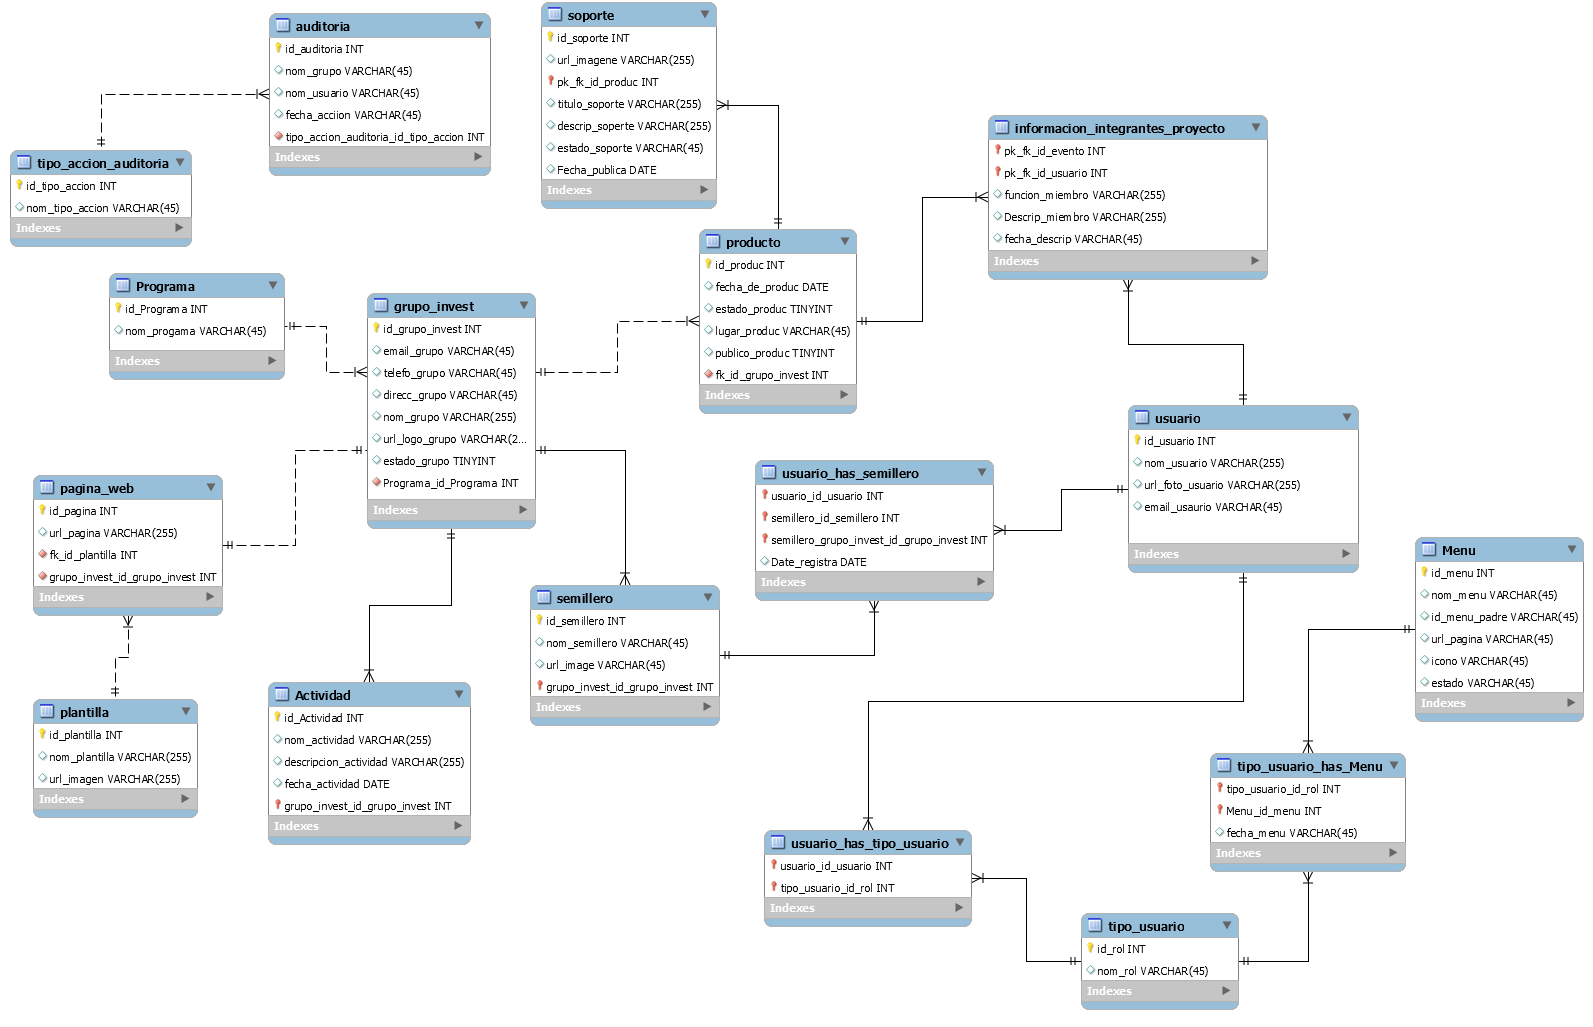 auditoria
id_auditoria INT
nom_grupo VARCHAR(45)
nom_usuario VARCHAR(45)
fecha_acciion VARCHAR(45)
tipo_accion_auditoria_id_tipo_accion INT
Indexes
soporte
id_soporte INT
url_imagene VARCHAR(255)
pk_fk_id_produc INT
titulo_soporte VARCHAR(255)
descrip_soperte VARCHAR(255)
estado_soporte VARCHAR(45)
Fecha_publica DATE
Indexes
informacion_integrantes_proyecto
pk_fk_id_evento INT
pk_fk_id_usuario INT
funcion_miembro VARCHAR(255)
Descrip_miembro VARCHAR(255)
fecha_descrip VARCHAR(45)
Indexes
tipo_accion_auditoria
id_tipo_accion INT
nom_tipo_accion VARCHAR(45)
Indexes
producto
id_produc INT
fecha_de_produc DATE
estado_produc TINYINT
lugar_produc VARCHAR(45)
publico_produc TINYINT
fk_id_grupo_invest INT
Indexes
Programa
id_Programa INT
nom_progama VARCHAR(45)
Indexes
grupo_invest
id_grupo_invest INT
email_grupo VARCHAR(45)
telefo_grupo VARCHAR(45)
direcc_grupo VARCHAR(45)
nom_grupo VARCHAR(255)
url_logo_grupo VARCHAR(2...
estado_grupo TINYINT
Programa_id_Programa INT
Indexes
usuario
id_usuario INT
nom_usuario VARCHAR(255)
url_foto_usuario VARCHAR(255)
email_usaurio VARCHAR(45)
Indexes
usuario_has_semillero
usuario_id_usuario INT
semillero_id_semillero INT
semillero_grupo_invest_id_grupo_invest INT
Date_registra DATE
Indexes
pagina_web
id_pagina INT
url_pagina VARCHAR(255)
fk_id_plantilla INT
grupo_invest_id_grupo_invest INT
Indexes
Menu
id_menu INT
nom_menu VARCHAR(45)
id_menu_padre VARCHAR(45)
url_pagina VARCHAR(45)
icono VARCHAR(45)
estado VARCHAR(45)
Indexes
semillero
id_semillero INT
nom_semillero VARCHAR(45)
url_image VARCHAR(45)
grupo_invest_id_grupo_invest INT
Indexes
Actividad
id_Actividad INT
nom_actividad VARCHAR(255)
descripcion_actividad VARCHAR(255)
fecha_actividad DATE
grupo_invest_id_grupo_invest INT
Indexes
plantilla
id_plantilla INT
nom_plantilla VARCHAR(255)
url_imagen VARCHAR(255)
Indexes
tipo_usuario_has_Menu
tipo_usuario_id_rol INT
Menu_id_menu INT
fecha_menu VARCHAR(45)
Indexes
usuario_has_tipo_usuario
usuario_id_usuario INT
tipo_usuario_id_rol INT
Indexes
tipo_usuario
id_rol INT
nom_rol VARCHAR(45)
Indexes